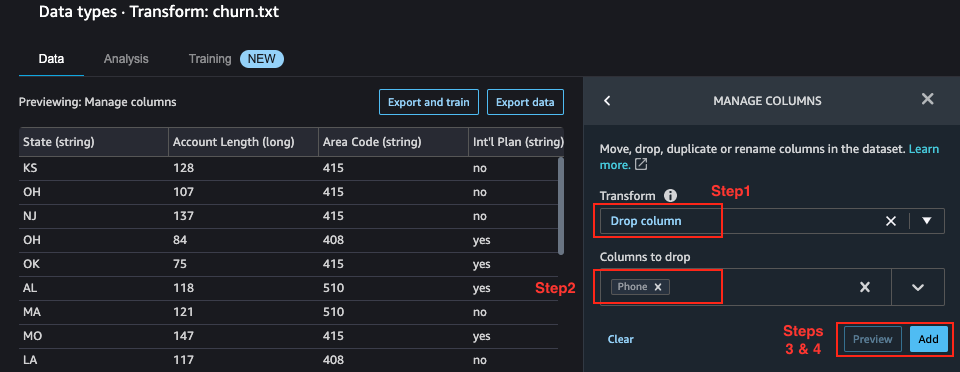 Data types · Transform: churn.txt
Data Analysis Training NEW
Previewing: Manage columns Export and train Export data
State (string) Account Length (long) Area Code (string) Int'l Plan (string)
KS 128 415 no
OH 107 415 no
NJ 137 415 no
OH 84 408 yes
OK 75 415 yes
AL 118 510 yes
MA 121 510 no
MO 147 415 yes
LA 117 408 no
MANAGE COLUMNS
Move, drop, duplicate or rename columns in the dataset. Learn
more.
Step1
Transform
Drop column
Columns to drop
Step2
Phone
Steps
3 & 4
Clear Preview Add